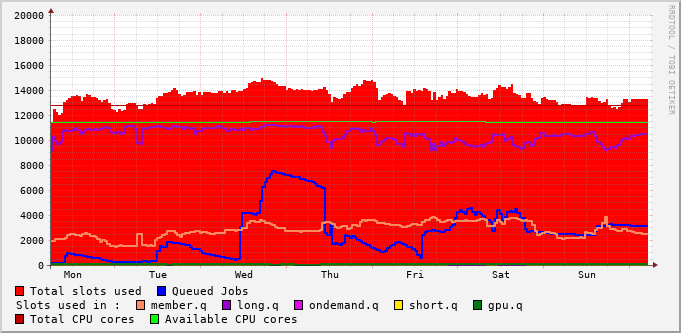 RRDTOOL / TOBI OETIKER
20000
18000
16000
14000
12000
10000
8000
6000
4000
2000
0
Mon Tue Wed Thu Fri Sat Sun
Total slots used Queued Jobs
Slots used in : member.q long.q ondemand.q short.q gpu.q
Total CPU cores Available CPU cores